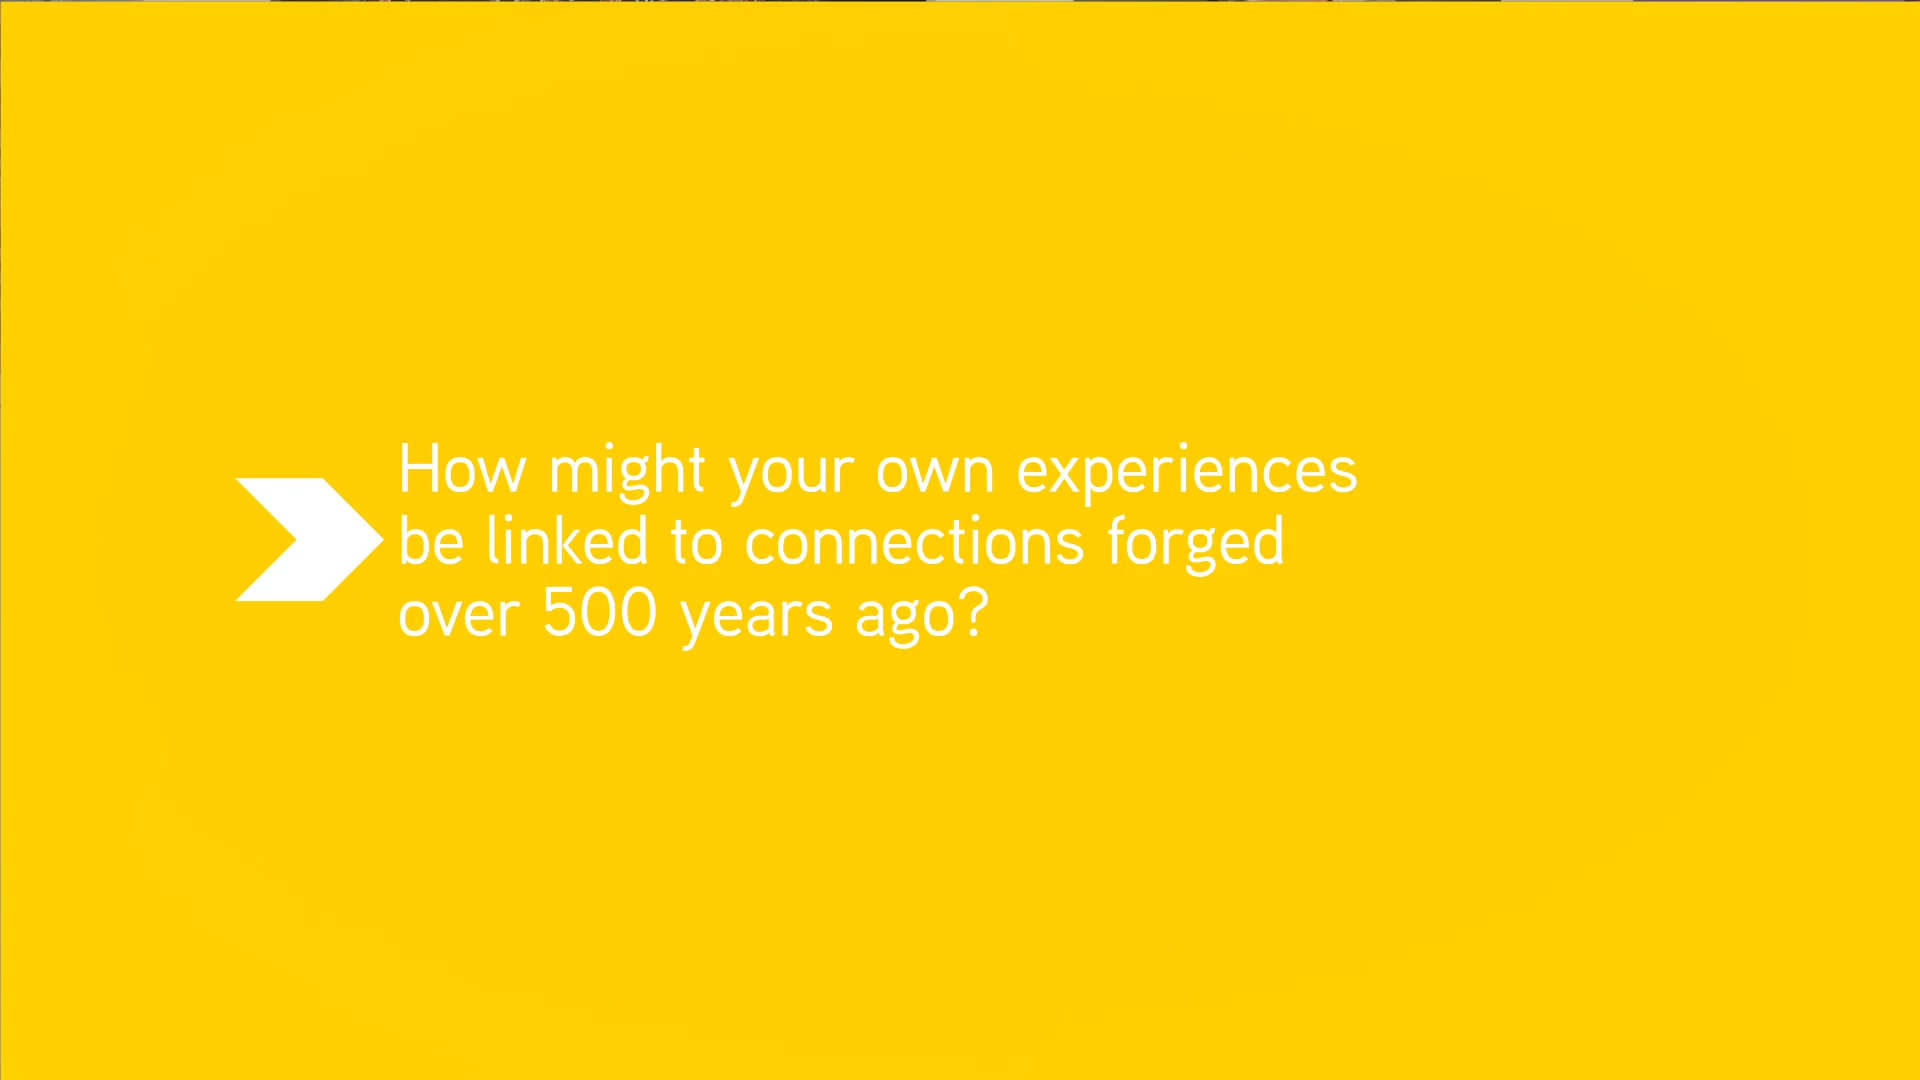 How might your own experiences
be linked to connections forged
over 500 years ago?